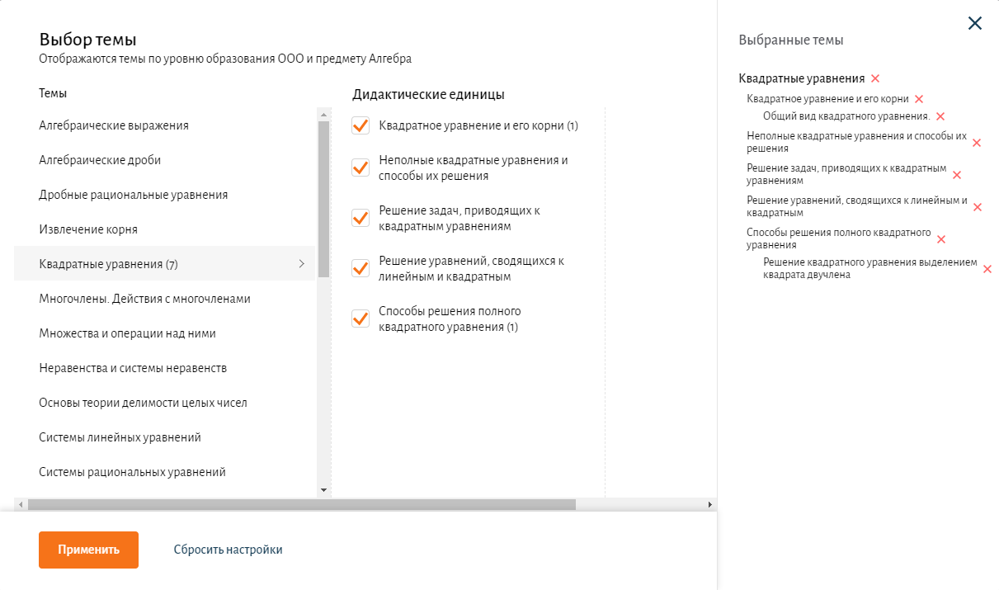 Выбор темы
Отображаются темы по уровню образования ООО и предмету Алгебра
Темы
Алгебраические выражения
Алгебраические дроби
Дробные рациональные уравнения
Извлечение корня
Квадратные уравнения (7)
Многочлены. Действия с многочленами
Множества и операции над ними
Неравенства и системы неравенств
Основы теории делимости целых чисел
Системы линейных уравнений
Системы рациональных уравнений
Дидактические единицы
Квадратное уравнение и его корни (1)
Неполные квадратные уравнения и
способы их решения
Решение задач, приводящих к
квадратным уравнениям
Решение уравнений, сводящихся к
линейным и квадратным
Способы решения полного
квадратного уравнения (1)
Применить
Сбросить настройки
Выбранные темы
Квадратные уравнения
Квадратное уравнение и его корни
Общий вид квадратного уравнения.
Неполные квадратные уравнения и способы их
решения
Решение задач, приводящих к квадратным
уравнениям
Решение уравнений, сводящихся к линейным и
квадратным
Способы решения полного квадратного
уравнения
Решение квадратного уравнения выделением
квадрата двучлена